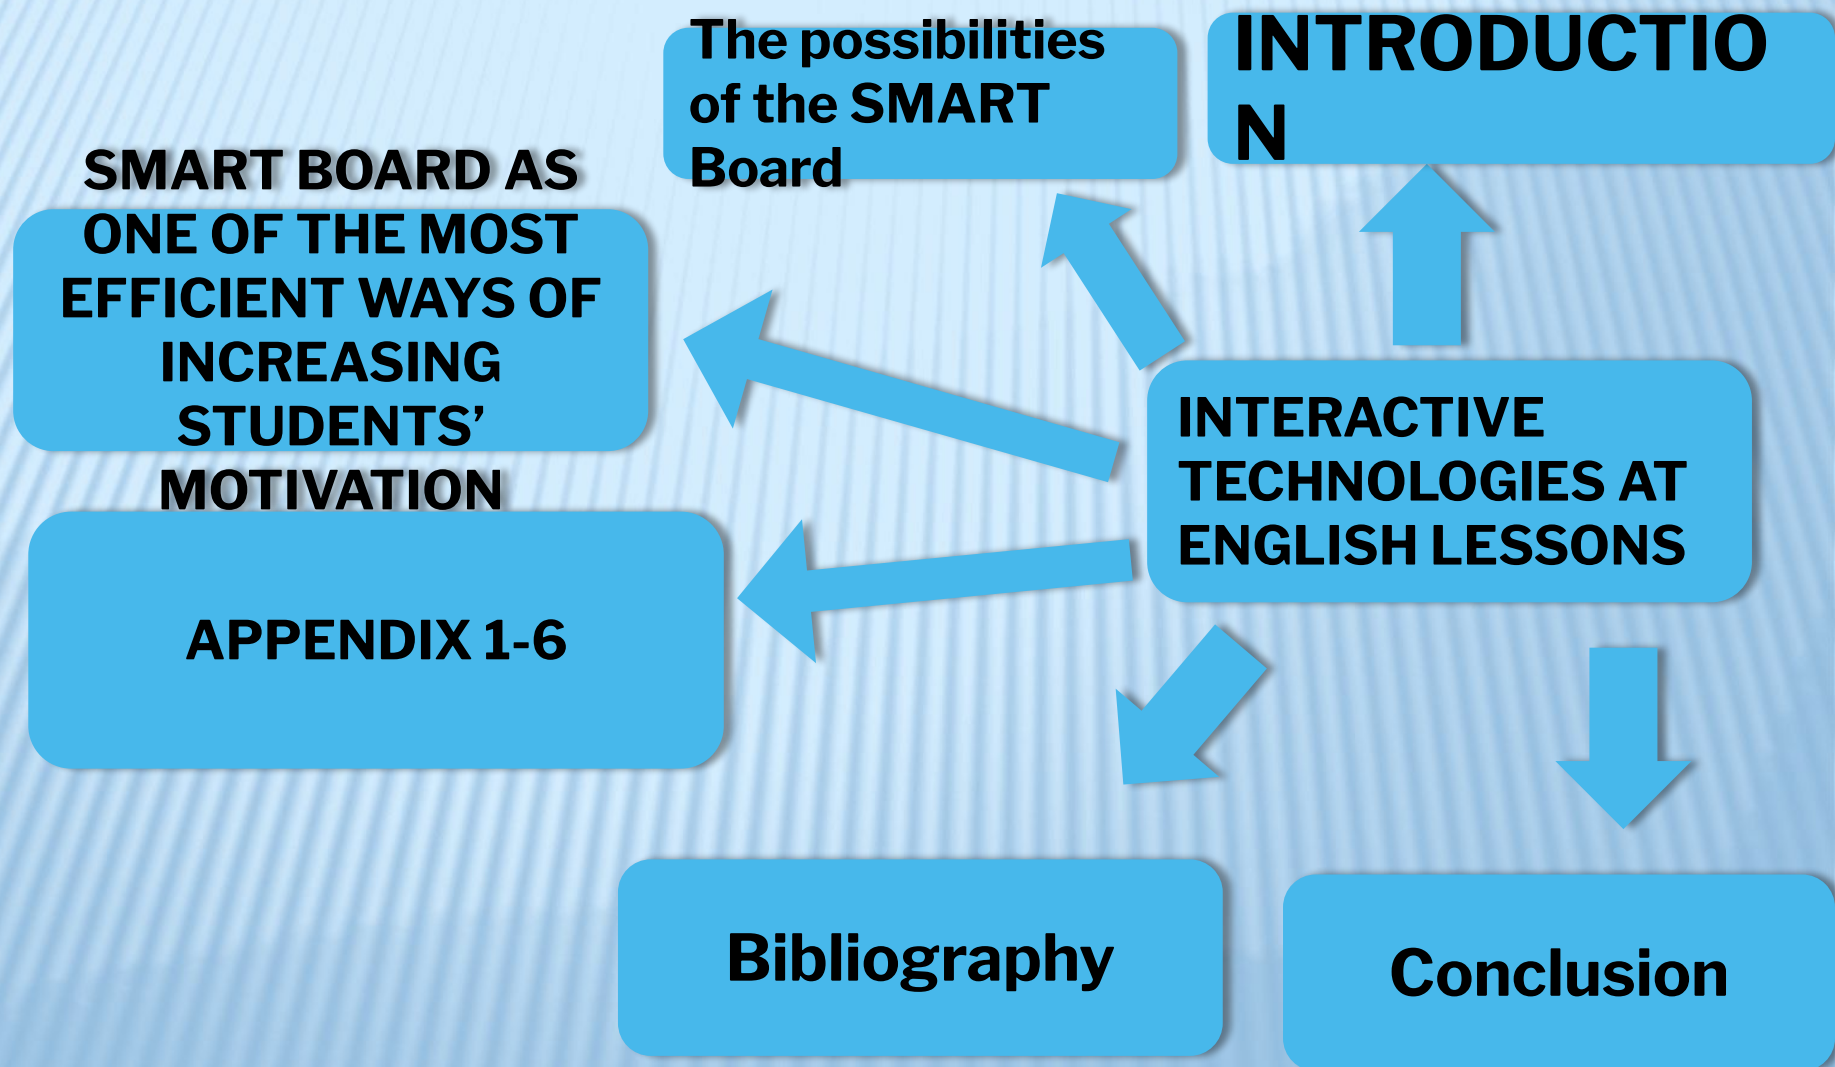 The possibilities
of the SMART
Board
INTRODUCTIO
N
SMART BOARD AS
ONE OF THE MOST
EFFICIENT WAYS OF
INCREASING
STUDENTS’
MOTIVATION
INTERACTIVE
TECHNOLOGIES AT
ENGLISH LESSONS
APPENDIX 1-6
Bibliography
Conclusion